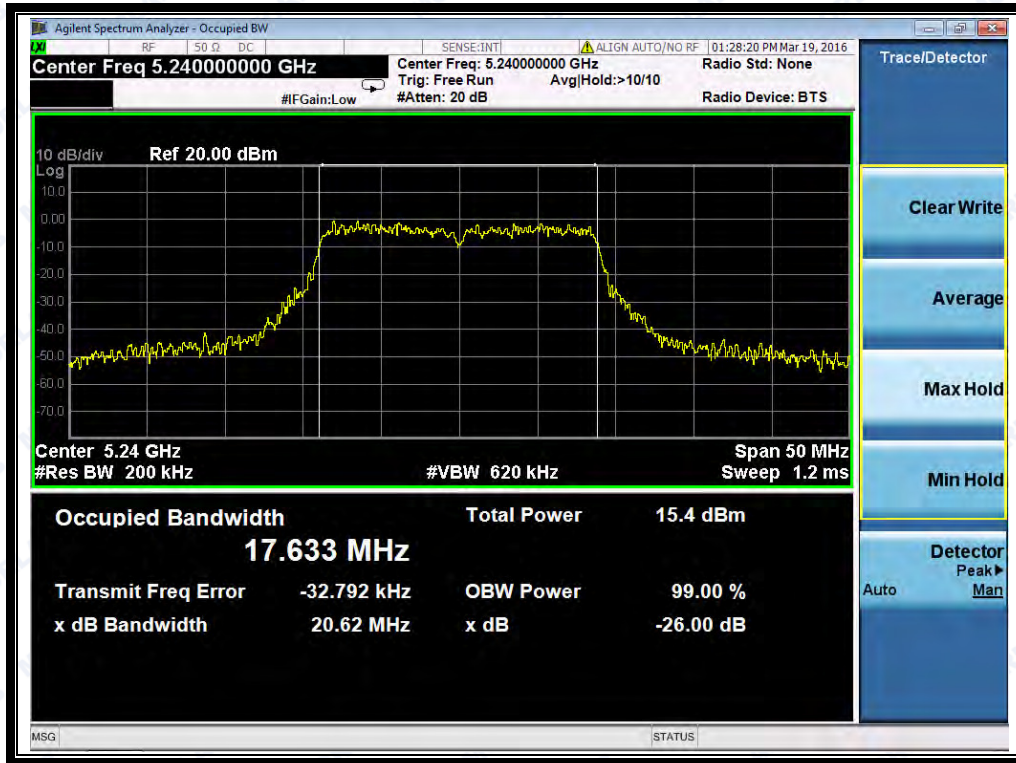 Agilent Spectrum Analyzer - Occupied BW
LXI RF 50 Ω DC SENSE:INT ALIGN AUTO/NO RF 01:28:20 PM Mar 19, 2016
Center Freq 5.240000000 GHz
Center Freq: 5.240000000 GHz Radio Std: None
Trig: Free Run Avg|Hold:>10/10
#IFGain:Low #Atten: 20 dB Radio Device: BTS
10 dB/div Ref 20.00 dBm
Log
10.0
0.00
-10.0
-20.0
-30.0
-40.0
-50.0
-60.0
-70.0
Center 5.24 GHz Span 50 MHz
#Res BW 200 kHz #VBW 620 kHz Sweep 1.2 ms
Occupied Bandwidth Total Power 15.4 dBm
17.633 MHz
Transmit Freq Error -32.792 kHz OBW Power 99.00 %
x dB Bandwidth 20.62 MHz x dB -26.00 dB
MSG STATUS
Trace/Detector
Clear Write
Average
Max Hold
Min Hold
Detector
Peak▶
Auto Man